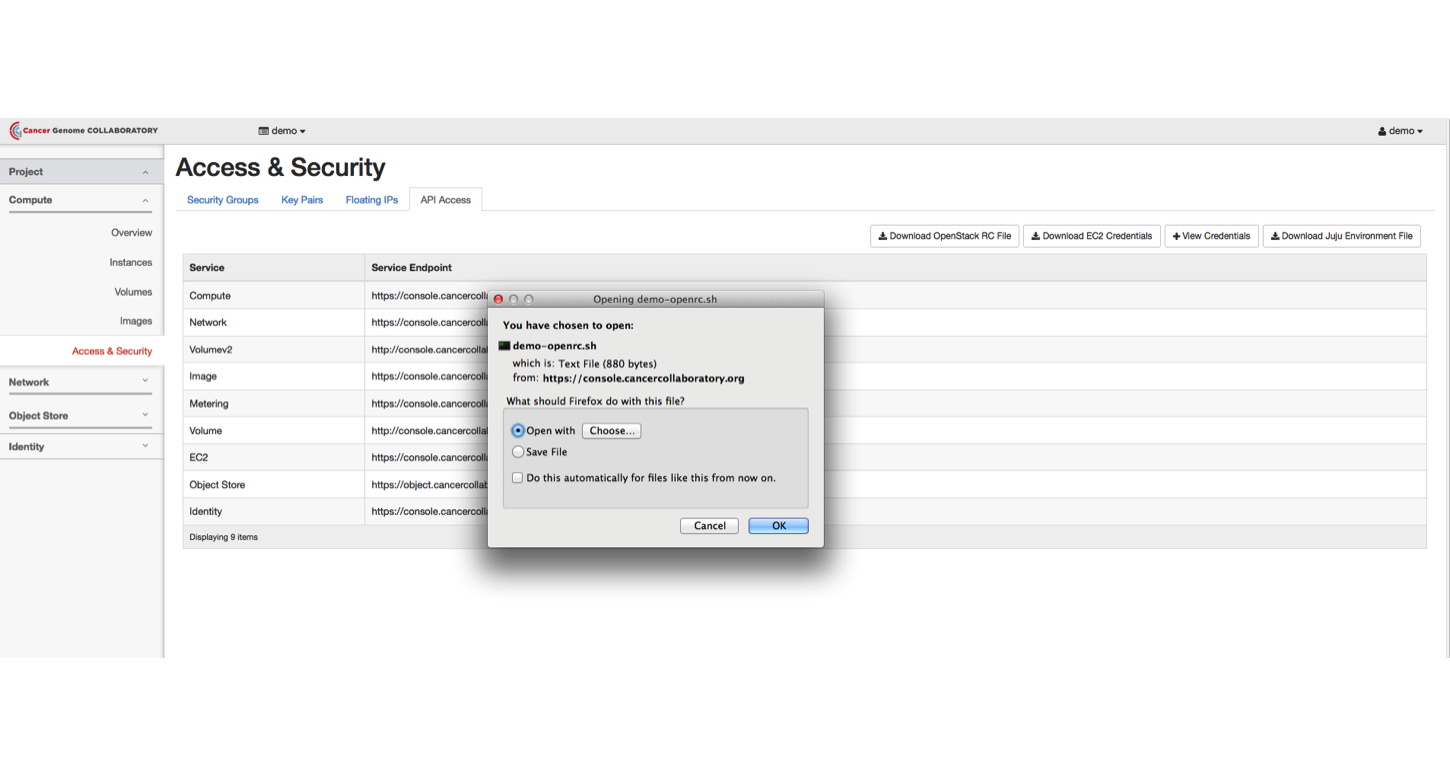 Cancer Genome COLLABORATORY
demo
demo
Project
Compute
Overview
Instances
Volumes
Images
Access & Security
Network
Object Store
Identity
Access & Security
Security Groups Key Pairs Floating IPs API Access
Download OpenStack RC File Download EC2 Credentials View Credentials Download Juju Environment File
Service Service Endpoint
Compute https://console.cancercoll
Network https://console.cancercoll
Volumev2 http://console.cancercolla
Image https://console.cancercoll
Metering https://console.cancercoll
Volume http://console.cancercolla
EC2 https://console.cancercoll
Object Store https://object.cancercollab
Identity https://console.cancercoll
Displaying 9 items
Opening demo-openrc.sh
You have chosen to open:
demo-openrc.sh
which is: Text File (880 bytes)
from: https://console.cancercollaboratory.org
What should Firefox do with this file?
Open with Choose...
Save File
Do this automatically for files like this from now on.
Cancel OK